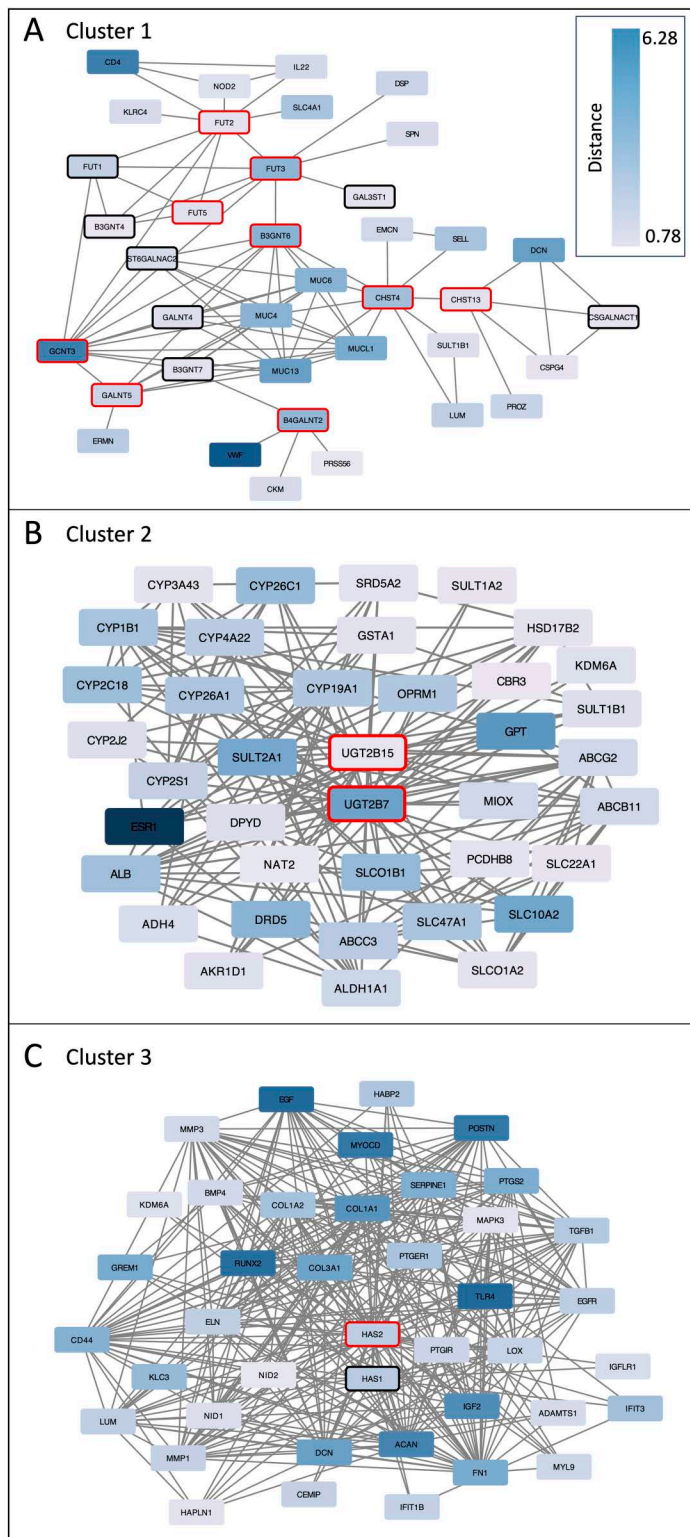 A Cluster 1
6.28
Distance
0.78
CD4
IL22
NOD2
DSP
KLRC4
SLC4A1
FUT2
SPN
FUT1
FUT3
GAL3ST1
FUT5
B3GNT4
B3GNT6
EMCN
SELL
DCN
ST6GALNAC2
MUC6
CHST4
CHST13
GALNT4
MUC4
CSGALNACT1
GCNT3
MUCL1
SULT1B1
B3GNT7
MUC13
CSPG4
GALNT5
PROZ
LUM
B4GALNT2
ERMN
VWF
PRSS56
CKM
B Cluster 2
CYP3A43
CYP26C1
SRD5A2
SULT1A2
CYP1B1
CYP4A22
GSTA1
HSD17B2
KDM6A
CYP2C18
CYP26A1
CYP19A1
OPRM1
CBR3
SULT1B1
CYP2J2
SULT2A1
UGT2B15
GPT
ABCG2
CYP2S1
UGT2B7
MIOX
ABCB11
ESR1
DPYD
ALB
NAT2
SLCO1B1
PCDHB8
SLC22A1
ADH4
DRD5
ABCC3
SLC47A1
SLC10A2
AKR1D1
ALDH1A1
SLCO1A2
C Cluster 3
EGF
HABP2
MMP3
MYOCD
POSTN
KDM6A
BMP4
COL1A2
COL1A1
SERPINE1
PTGS2
MAPK3
TGFB1
GREM1
RUNX2
COL3A1
PTGER1
TLR4
EGFR
CD44
ELN
HAS2
PTGIR
LOX
KLC3
NID2
HAS1
IGFLR1
LUM
NID1
IGF2
ADAMTS1
IFIT3
MMP1
DCN
ACAN
FN1
MYL9
HAPLN1
CEMIP
IFIT1B